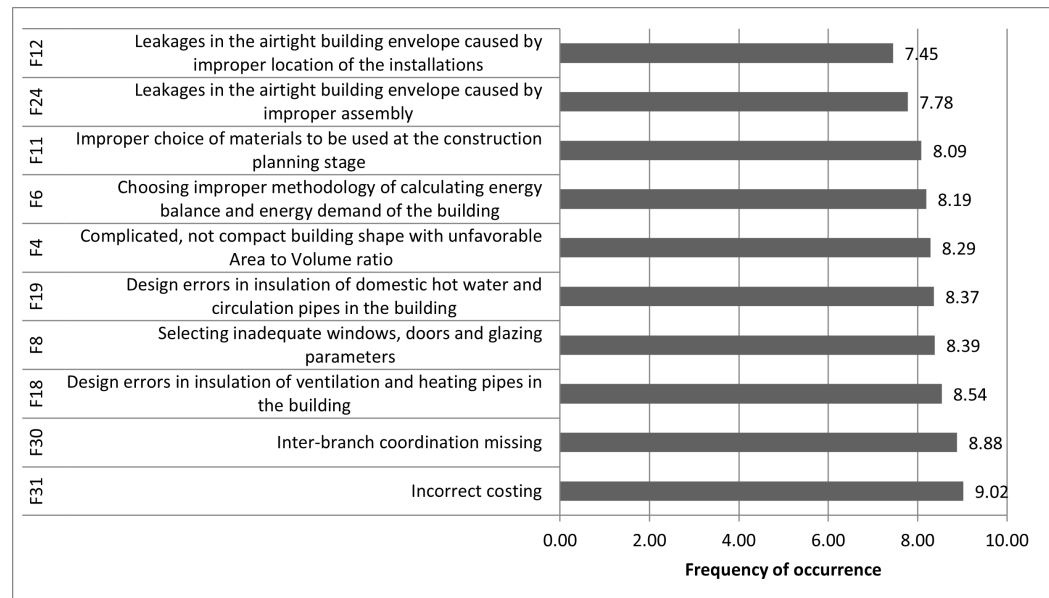 F12
Leakages in the airtight building envelope caused by
improper location of the installations
7.45
F24
Leakages in the airtight building envelope caused by
improper assembly
7.78
F11
Improper choice of materials to be used at the construction
planning stage
8.09
F6
Choosing improper methodology of calculating energy
balance and energy demand of the building
8.19
F4
Complicated, not compact building shape with unfavorable
Area to Volume ratio
8.29
F19
Design errors in insulation of domestic hot water and
circulation pipes in the building
8.37
F8
Selecting inadequate windows, doors and glazing
parameters
8.39
F18
Design errors in insulation of ventilation and heating pipes in
the building
8.54
F30
Inter-branch coordination missing
8.88
F31
Incorrect costing
9.02
0.00 2.00 4.00 6.00 8.00 10.00
Frequency of occurrence